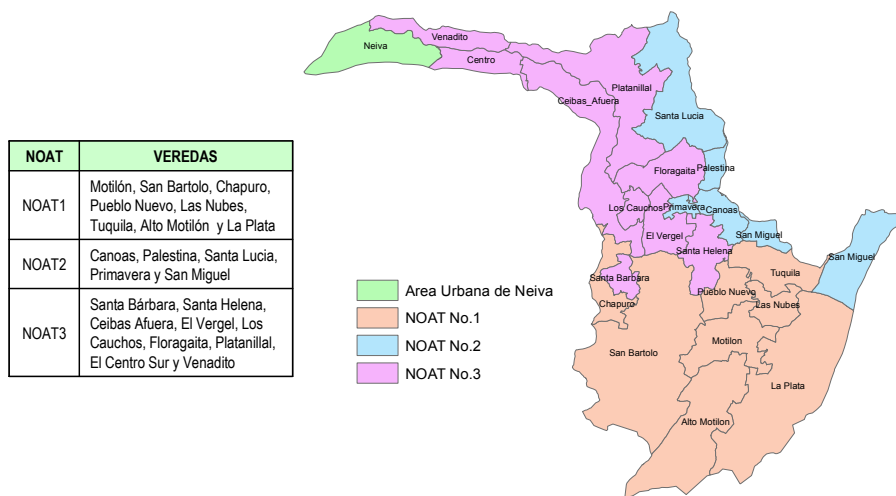 NOAT VEREDAS
NOAT1
Motilón, San Bartolo, Chapuro,
Pueblo Nuevo, Las Nubes,
Tuquila, Alto Motilón y La Plata
NOAT2
Canoas, Palestina, Santa Lucia,
Primavera y San Miguel
NOAT3
Santa Bárbara, Santa Helena,
Ceibas Afuera, El Vergel, Los
Cauchos, Floragaita, Platanillal,
El Centro Sur y Venadito
Area Urbana de Neiva
NOAT No.1
NOAT No.2
NOAT No.3
Venadito
Neiva
Centro
Platanillal
Ceibas_Afuera
Santa Lucia
Floragaita
Palestina
Los Cauchos
Primavera
Canoas
El Vergel
San Miguel
Santa Helena
San Miguel
Santa Barbara
Tuquila
Pueblo Nuevo
Chapuro
Las Nubes
Motilon
San Bartolo
La Plata
Alto Motilon